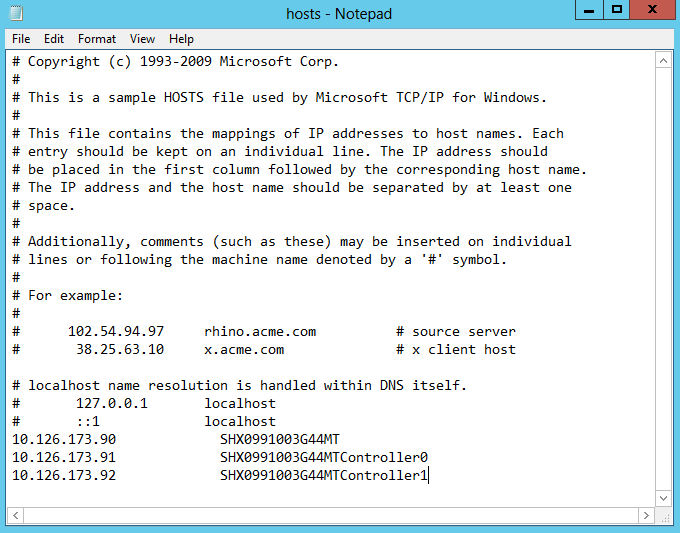 hosts - Notepad
File Edit Format View Help
# Copyright (c) 1993-2009 Microsoft Corp.
#
# This is a sample HOSTS file used by Microsoft TCP/IP for Windows.
#
# This file contains the mappings of IP addresses to host names. Each
# entry should be kept on an individual line. The IP address should
# be placed in the first column followed by the corresponding host name.
# The IP address and the host name should be separated by at least one
# space.
#
# Additionally, comments (such as these) may be inserted on individual
# lines or following the machine name denoted by a '#' symbol.
#
# For example:
#
#      102.54.94.97     rhino.acme.com          # source server
#       38.25.63.10     x.acme.com              # x client host
# localhost name resolution is handled within DNS itself.
#       127.0.0.1       localhost
#       ::1             localhost
10.126.173.90             SHX0991003G44MT
10.126.173.91             SHX0991003G44MTController0
10.126.173.92             SHX0991003G44MTController1